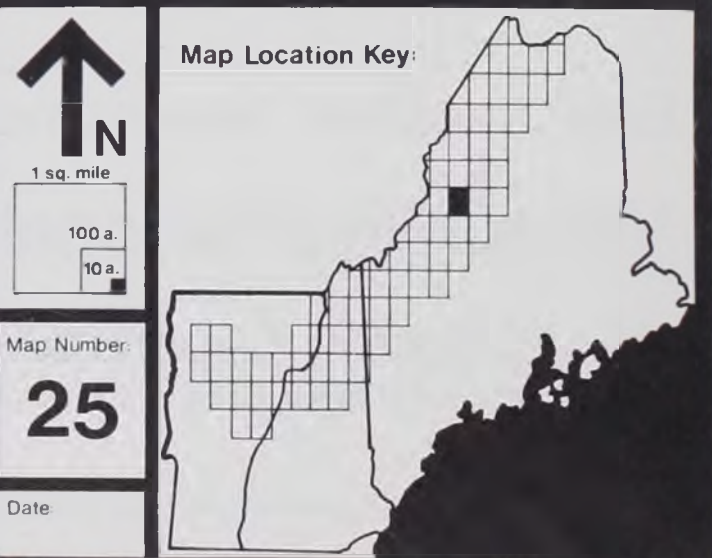 N
1 sq. mile
100 a.
10 a.
Map Number:
25
Date:
Map Location Key: